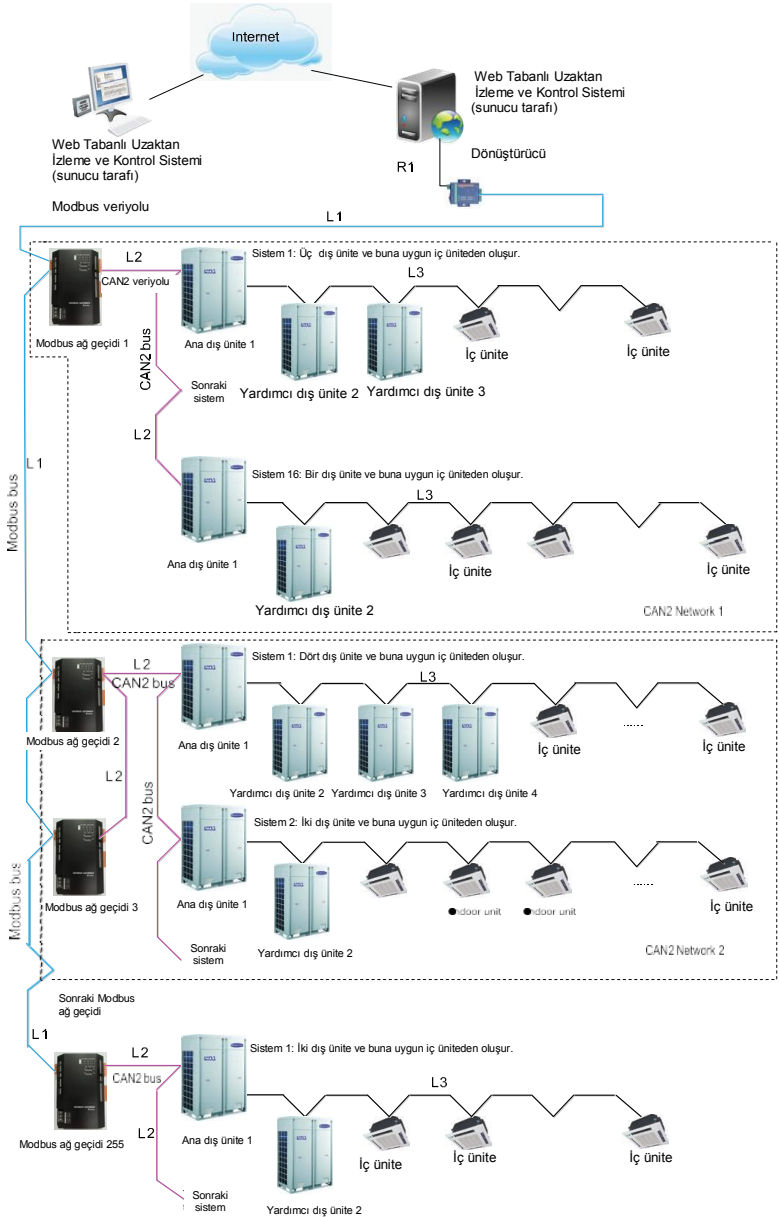 Internet
Web Tabanlı Uzaktan
İzleme ve Kontrol Sistemi
(sunucu tarafı)
Web Tabanlı Uzaktan
İzleme ve Kontrol Sistemi
(sunucu tarafı)
Dönüştürücü
R1
Modbus veriyolu
L1
L2
CAN2 veriyolu
Sistem 1: Üç dış ünite ve buna uygun iç üniteden oluşur.
L3
Modbus ağ geçidi 1
Ana dış ünite 1
CAN2 bus
İç ünite
İç ünite
Yardımcı dış ünite 2
Yardımcı dış ünite 3
Sonraki
sistem
L2
L1
Modbus bus
Sistem 16: Bir dış ünite ve buna uygun iç üniteden oluşur.
L3
Ana dış ünite 1
İç ünite
İç ünite
Yardımcı dış ünite 2
CAN2 Network 1
L2
CAN2 bus
Sistem 1: Dört dış ünite ve buna uygun iç üniteden oluşur.
L3
Modbus ağ geçidi 2
Ana dış ünite 1
İç ünite
......
İç ünite
L2
CAN2 bus
Yardımcı dış ünite 2
Yardımcı dış ünite 3
Yardımcı dış ünite 4
Sistem 2: İki dış ünite ve buna uygun iç üniteden oluşur.
Modbus bus
Modbus ağ geçidi 3
Ana dış ünite 1
......
ndoor unit
ndoor unit
İç ünite
Sonraki
sistem
Yardımcı dış ünite 2
CAN2 Network 2
Sonraki Modbus
ağ geçidi
L1
L2
CAN2 bus
Sistem 1: İki dış ünite ve buna uygun iç üniteden oluşur.
L3
L2
Modbus ağ geçidi 255
Ana dış ünite 1
İç ünite
İç ünite
İç ünite
Sonraki
sistem
Yardımcı dış ünite 2